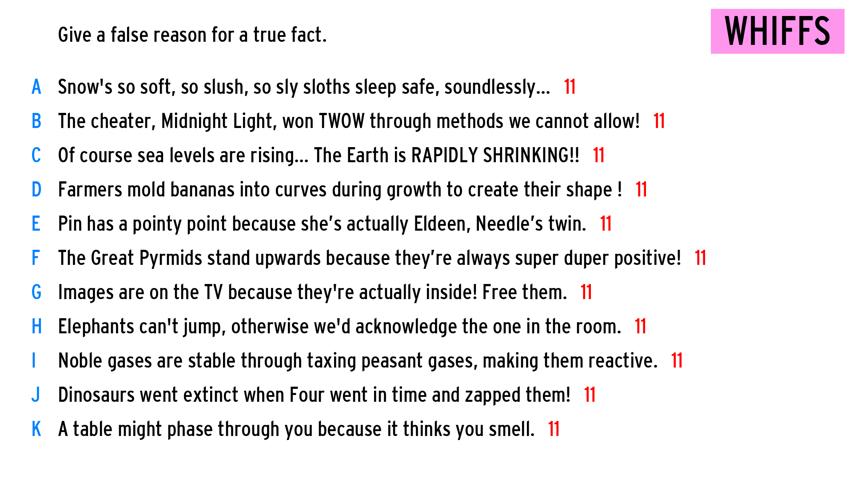 Give a false reason for a true fact.
WHIFFS
A Snow's so soft, so slush, so sly sloths sleep safe, soundlessly... 11
B The cheater, Midnight Light, won TWOW through methods we cannot allow! 11
C Of course sea levels are rising... The Earth is RAPIDLY SHRINKING!! 11
D Farmers mold bananas into curves during growth to create their shape ! 11
E Pin has a pointy point because she’s actually Eldeen, Needle’s twin. 11
F The Great Pyrmids stand upwards because they’re always super duper positive! 11
G Images are on the TV because they're actually inside! Free them. 11
H Elephants can't jump, otherwise we'd acknowledge the one in the room. 11
I Noble gases are stable through taxing peasant gases, making them reactive. 11
J Dinosaurs went extinct when Four went in time and zapped them! 11
K A table might phase through you because it thinks you smell. 11